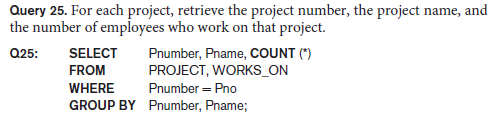 Query 25. For each project, retrieve the project number, the project name, and
the number of employees who work on that project.
Q25: SELECT Pnumber, Pname, COUNT (*)
FROM PROJECT, WORKS_ON
WHERE Pnumber = Pno
GROUP BY Pnumber, Pname;